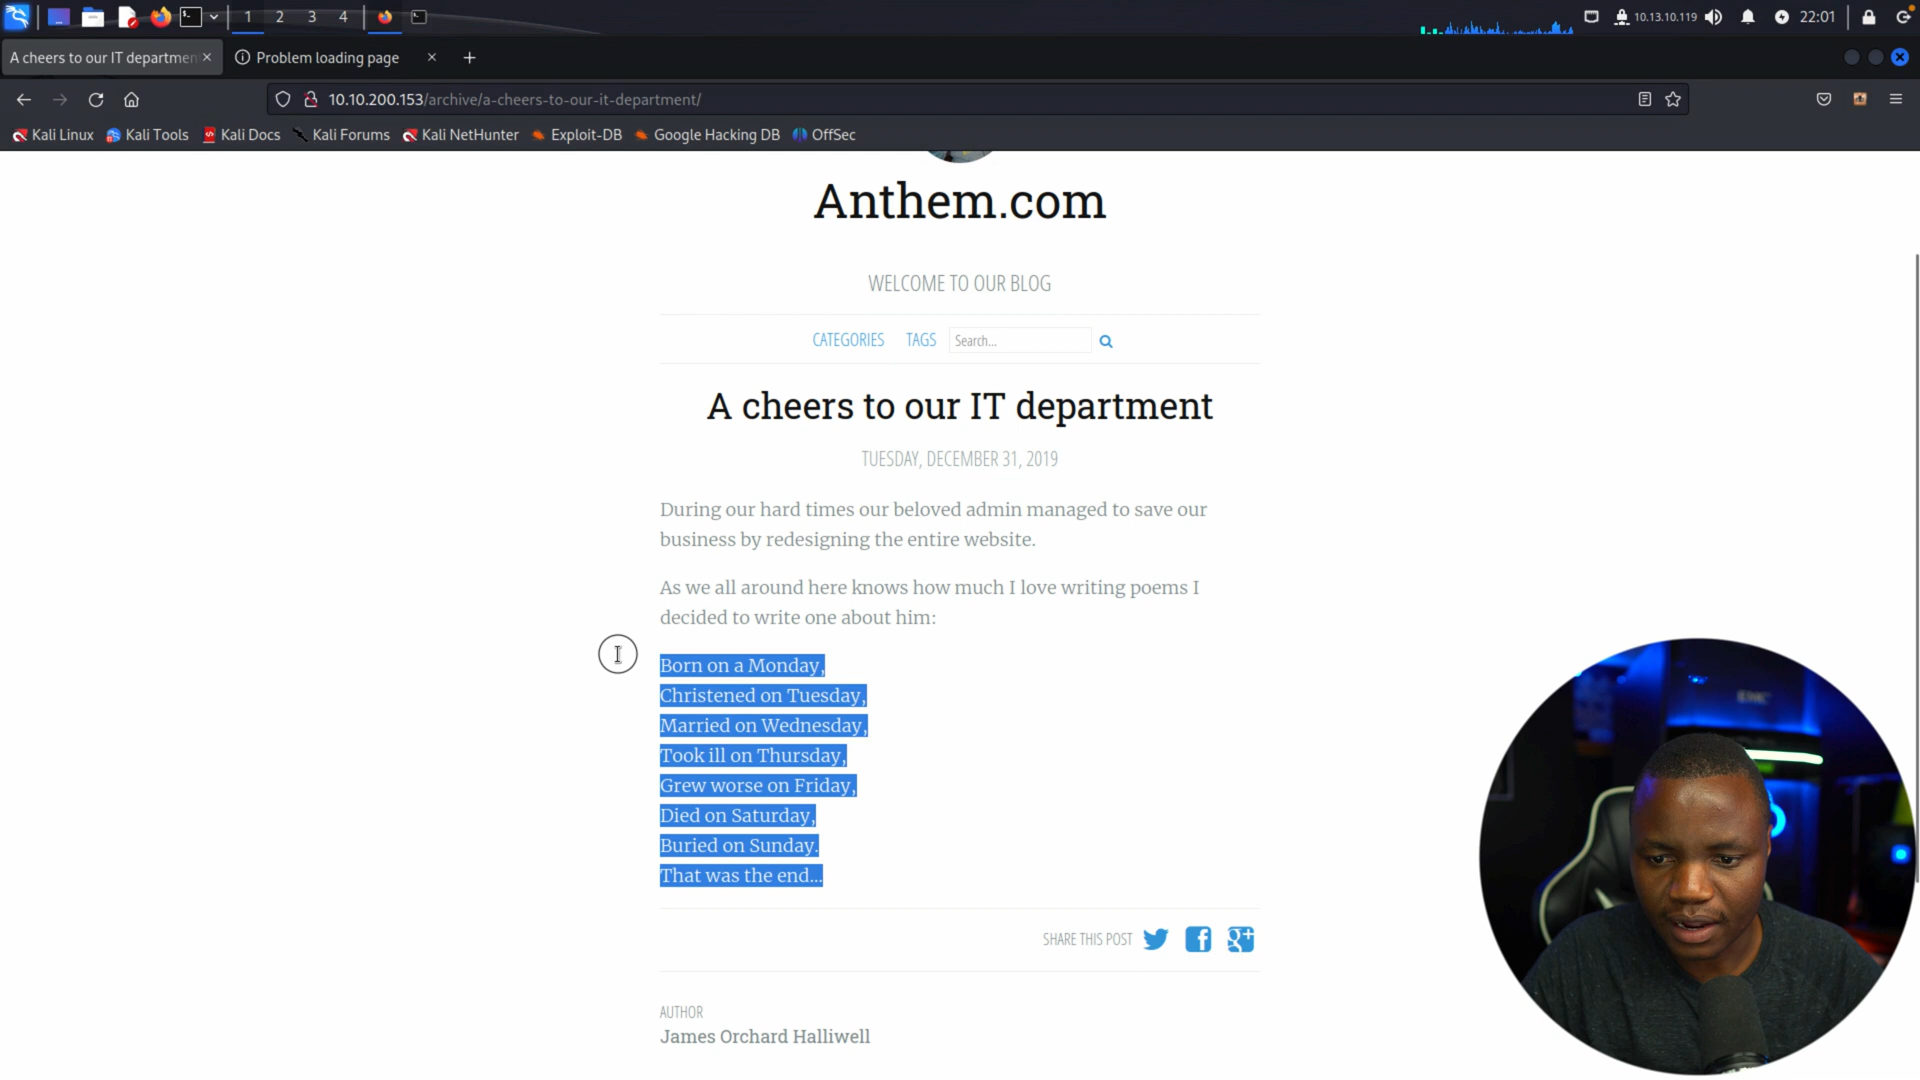 1 2 3 4 10.13.10.119 22:01
A cheers to our IT departmen Problem loading page
10.10.200.153/archive/a-cheers-to-our-it-department/
Kali Linux Kali Tools Kali Docs Kali Forums Kali NetHunter Exploit-DB Google Hacking DB OffSec
Anthem.com
WELCOME TO OUR BLOG
CATEGORIES TAGS Search...
A cheers to our IT department
TUESDAY, DECEMBER 31, 2019
During our hard times our beloved admin managed to save our
business by redesigning the entire website.
As we all around here knows how much I love writing poems I
decided to write one about him:
Born on a Monday,
Christened on Tuesday,
Married on Wednesday,
Took ill on Thursday,
Grew worse on Friday,
Died on Saturday,
Buried on Sunday.
That was the end…
SHARE THIS POST
AUTHOR
James Orchard Halliwell